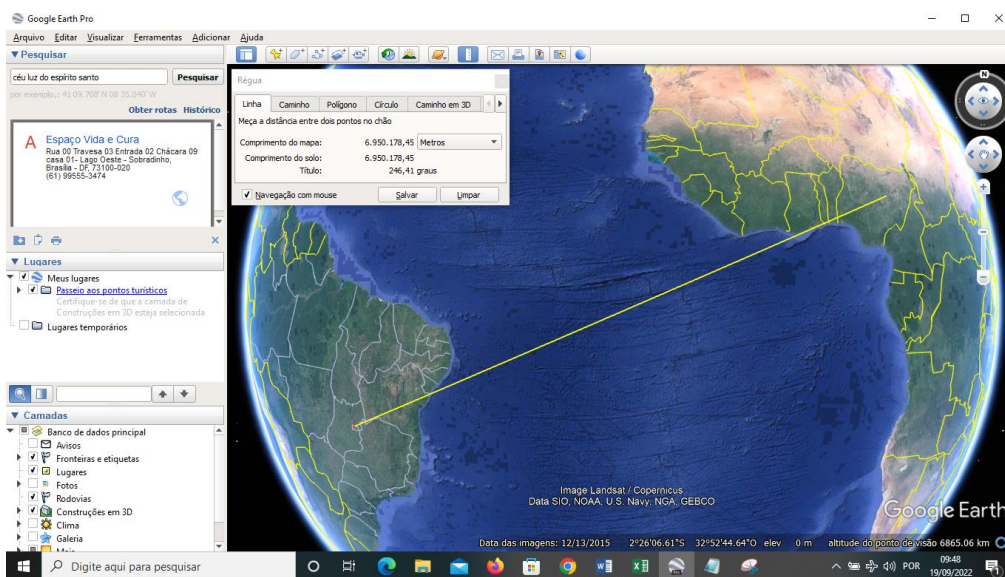 Google Earth Pro
Arquivo Editar Visualizar Ferramentas Adicionar Ajuda
Pesquisar
céu luz do espírito santo
Pesquisar
por exemplo,: 41 09. 708' N 08 35.040' W
Obter rotas Histórico
A
Espaço Vida e Cura
Rua 00 Travesa 03 Entrada 02 Chácara 09
casa 01- Lago Oeste - Sobradinho,
Brasília - DF, 73100-020
(61) 99555-3474
Lugares
Meus lugares
Passeio aos pontos turísticos
Certifique-se de que a camada de
Construções em 3D esteja selecionada
Lugares temporários
Camadas
Banco de dados principal
Avisos
Fronteiras e etiquetas
Lugares
Fotos
Rodovias
Construções em 3D
Clima
Galeria
Mais
Régua
Linha Caminho Polígono Círculo Caminho em 3D
Meça a distância entre dois pontos no chão
Comprimento do mapa: 6.950.178,45 Metros
Comprimento do solo: 6.950.178,45
Título: 246,41 graus
Navegação com mouse Salvar Limpar
N
Image Landsat / Copernicus
Data SIO, NOAA, U.S. Navy, NGA, GEBCO
Google Earth
Data das imagens: 12/13/2015 2°26'06.61"S 32°52'44.64"O elev 0 m altitude do ponto de visão 6865.06 km
Digite aqui para pesquisar
POR
09:48
19/09/2022